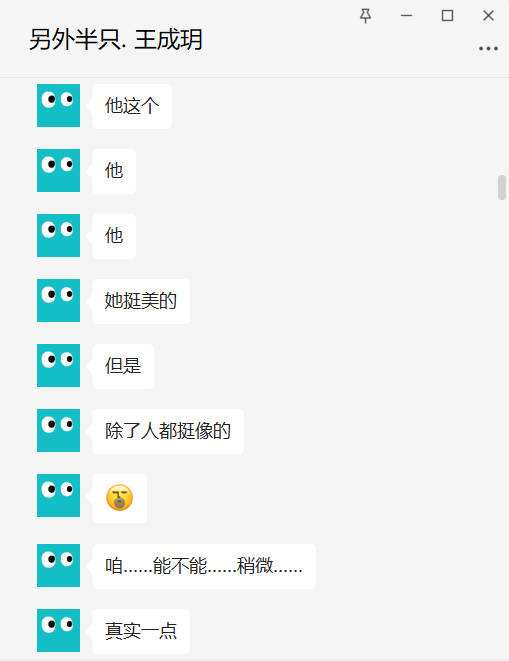 另外半只. 王成玥
他这个
他
他
她挺美的
但是
除了人都挺像的
咱......能不能......稍微......
真实一点